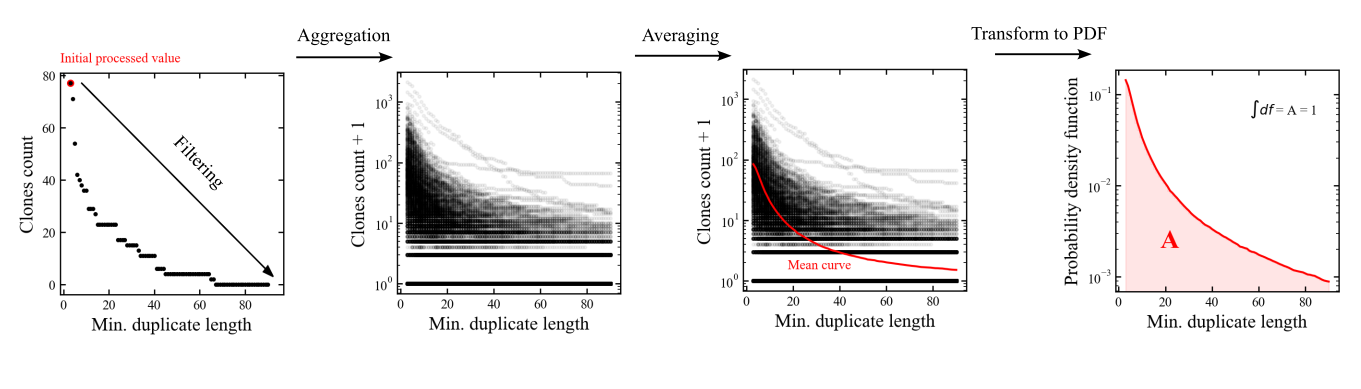 Aggregation
Averaging
Transform to PDF
Initial processed value
80
60
40
20
0
Clones count
Filtering
0 20 40 60 80
Min. duplicate length
10³
10²
10¹
10⁰
Clones count + 1
0 20 40 60 80
Min. duplicate length
10³
10²
10¹
10⁰
Clones count + 1
Mean curve
0 20 40 60 80
Min. duplicate length
10⁻¹
10⁻²
10⁻³
Probability density function
∫df = A = 1
A
0 20 40 60 80
Min. duplicate length